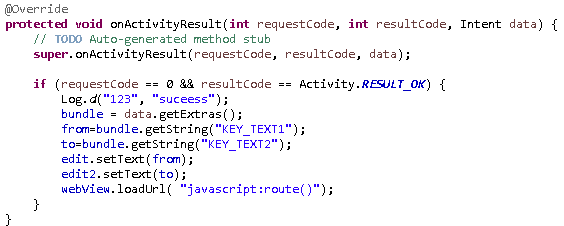 @Override
protected void onActivityResult(int requestCode, int resultCode, Intent data) {
    // TODO Auto-generated method stub
    super.onActivityResult(requestCode, resultCode, data);

    if (requestCode == 0 && resultCode == Activity.RESULT_OK) {
        Log.d("123", "suceess");
        bundle = data.getExtras();
        from=bundle.getString("KEY_TEXT1");
        to=bundle.getString("KEY_TEXT2");
        edit.setText(from);
        edit2.setText(to);
        webView.loadUrl( "javascript:route()");
    }
}